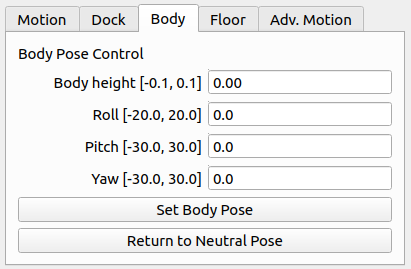 Motion Dock Body Floor Adv. Motion
Body Pose Control
Body height [-0.1, 0.1] 0.00
Roll [-20.0, 20.0] 0.0
Pitch [-30.0, 30.0] 0.0
Yaw [-30.0, 30.0] 0.0
Set Body Pose
Return to Neutral Pose